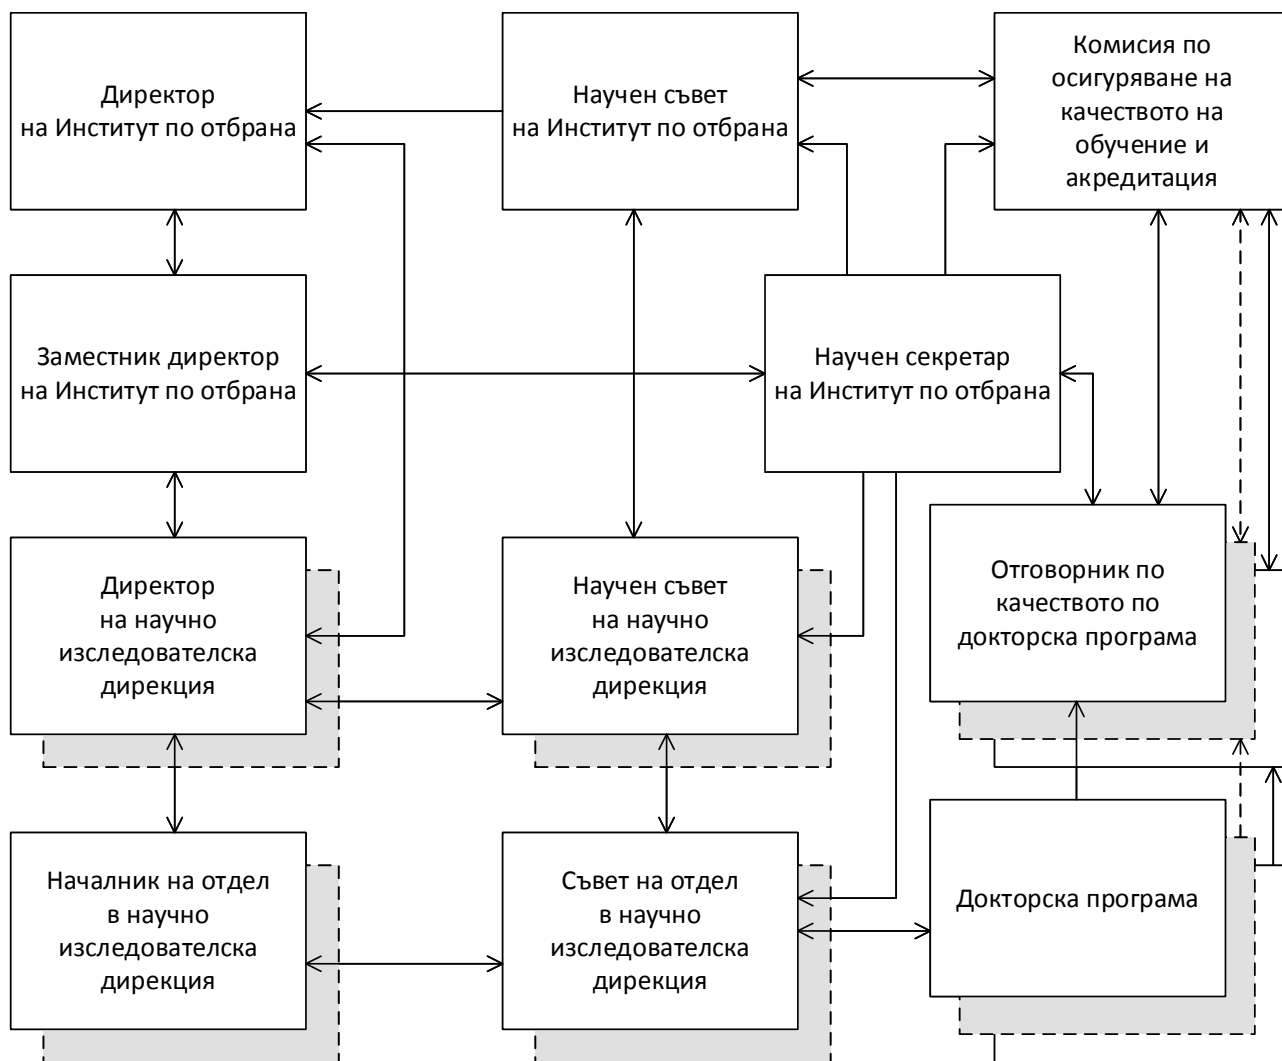 Директор
на Институт по отбрана
Научен съвет
на Институт по отбрана
Комисия по
осигуряване на
качеството на
обучение и
акредитация
Заместник директор
на Институт по отбрана
Научен секретар
на Институт по отбрана
Директор
на научно
изследователска
дирекция
Научен съвет
на научно
изследователска
дирекция
Отговорник по
качеството по
докторска програма
Началник на отдел
в научно
изследователска
дирекция
Съвет на отдел
в научно
изследователска
дирекция
Докторска програма